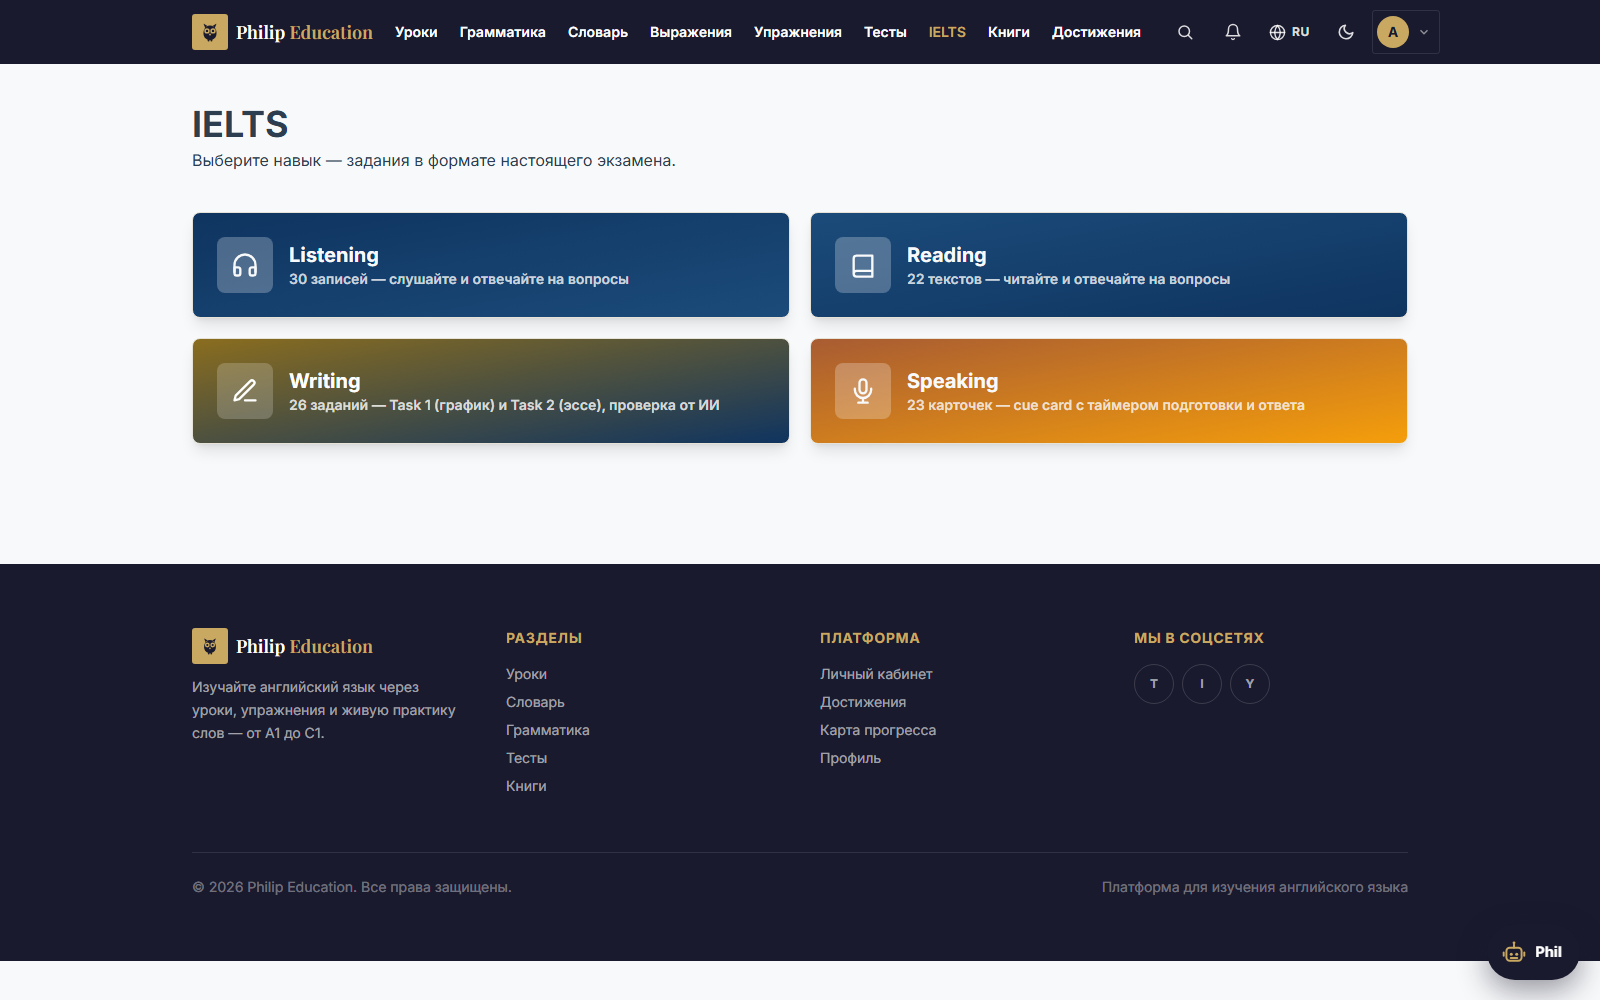 Philip Education
Уроки
Грамматика
Словарь
Выражения
Упражнения
Тесты
IELTS
Книги
Достижения
RU
A
IELTS
Выберите навык — задания в формате настоящего экзамена.
Listening
30 записей — слушайте и отвечайте на вопросы
Reading
22 текстов — читайте и отвечайте на вопросы
Writing
26 заданий — Task 1 (график) и Task 2 (эссе), проверка от ИИ
Speaking
23 карточек — cue card с таймером подготовки и ответа
Philip Education
Изучайте английский язык через
уроки, упражнения и живую практику
слов — от A1 до C1.
РАЗДЕЛЫ
Уроки
Словарь
Грамматика
Тесты
Книги
ПЛАТФОРМА
Личный кабинет
Достижения
Карта прогресса
Профиль
МЫ В СОЦСЕТЯХ
T
I
Y
© 2026 Philip Education. Все права защищены.
Платформа для изучения английского языка
Phil